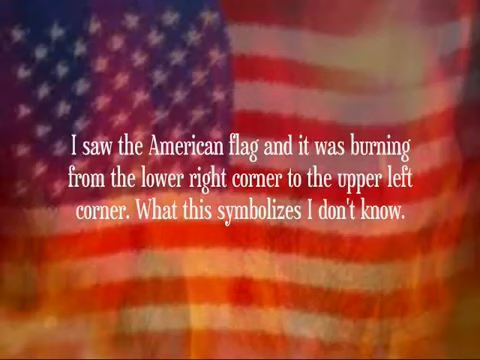 I saw the American flag and it was burning
from the lower right corner to the upper left
corner. What this symbolizes I don't know.